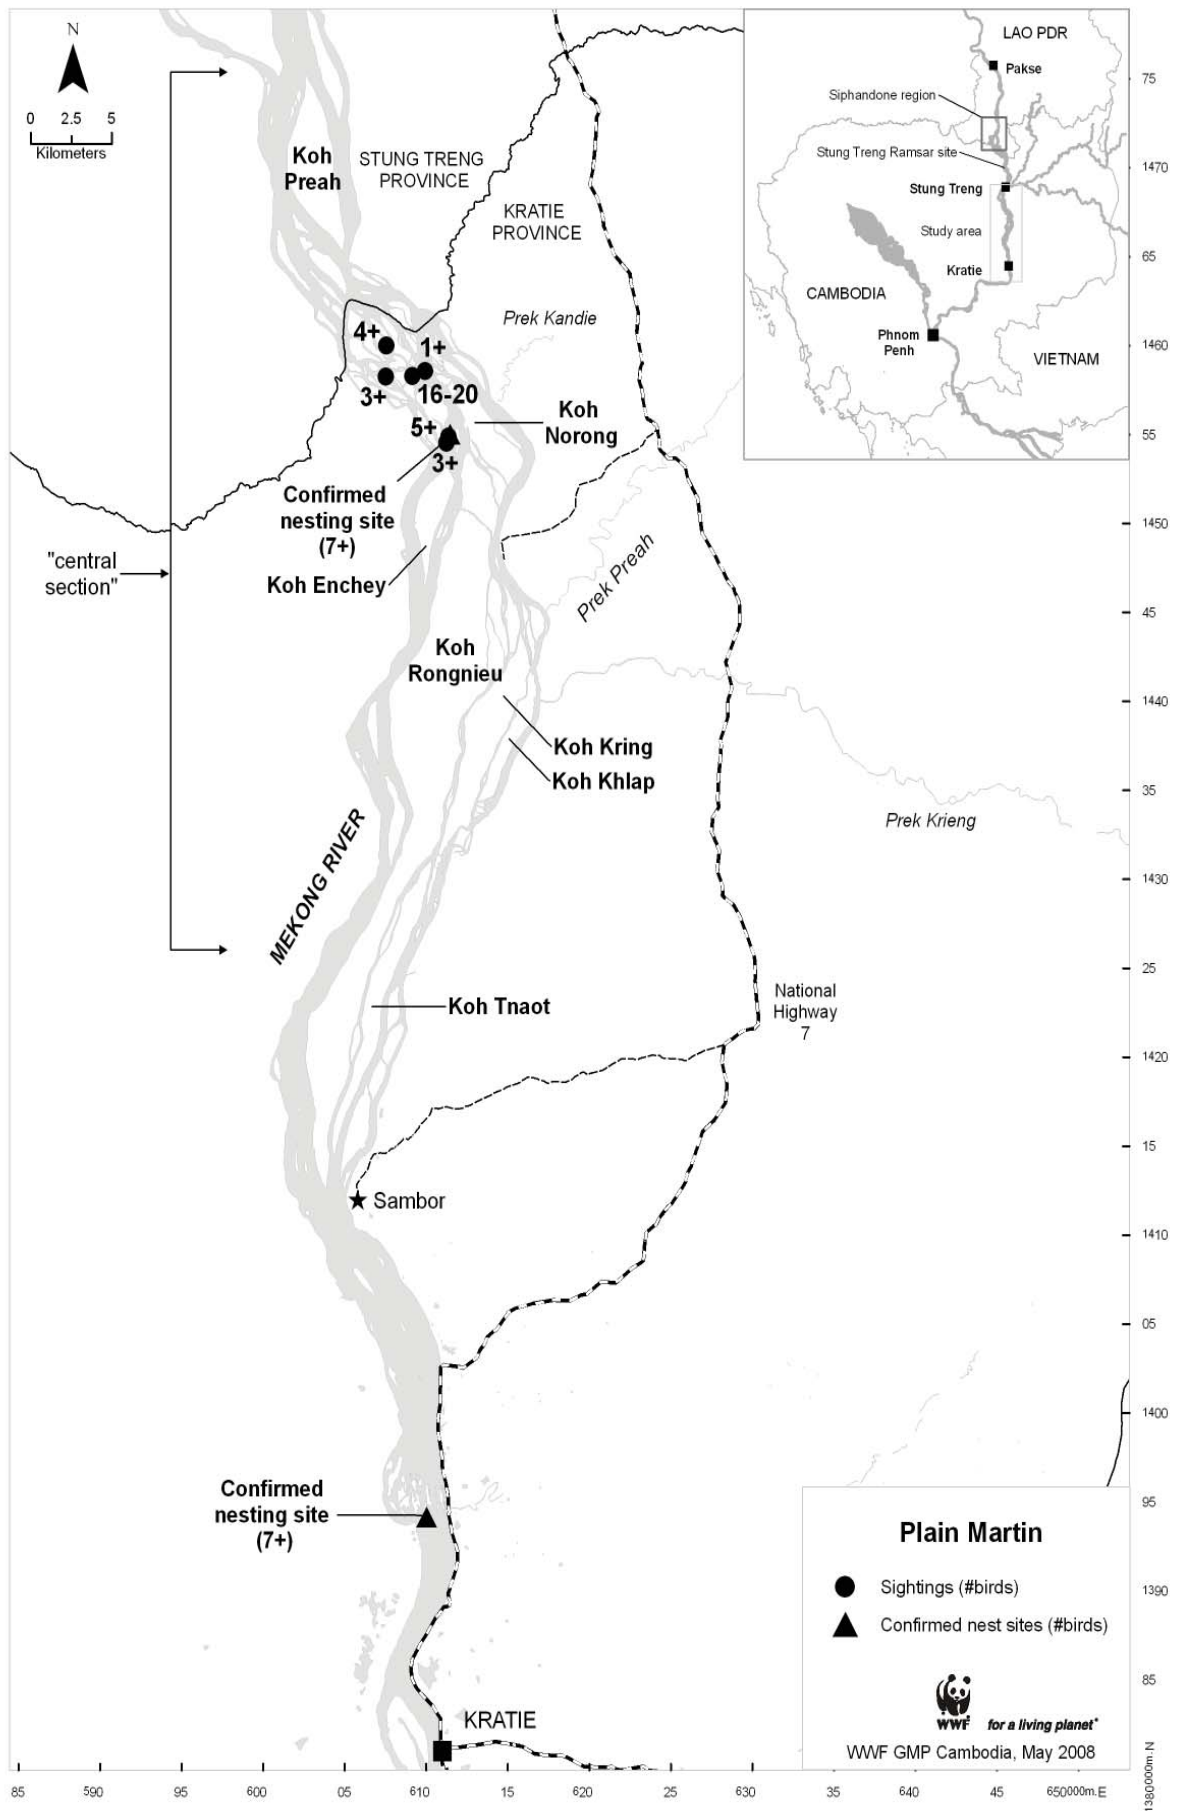 N
0 2.5 5
Kilometers
Koh
Preah
STUNG TRENG
PROVINCE
KRATIE
PROVINCE
Prek Kandie
4+
1+
3+
16-20
5+
3+
Koh
Norong
Confirmed
nesting site
(7+)
"central
section"
Koh Enchey
Prek Preah
Koh
Rongnieu
Koh Kring
Koh Khlap
Prek Krieng
MEKONG RIVER
Koh Tnaot
National
Highway
7
Sambor
Confirmed
nesting site
(7+)
KRATIE
LAO PDR
Pakse
Siphandone region
Stung Treng Ramsar site
Stung Treng
Study area
Kratie
CAMBODIA
Phnom
Penh
VIETNAM
75
1470
65
1460
55
1450
45
1440
35
1430
25
1420
15
1410
05
1400
95
1390
85
1380000m.N
Plain Martin
Sightings (#birds)
Confirmed nest sites (#birds)
WWF
for a living planet®
WWF GMP Cambodia, May 2008
85 590 95 600 05 610 15 620 25 630 35 640 45 650000m.E